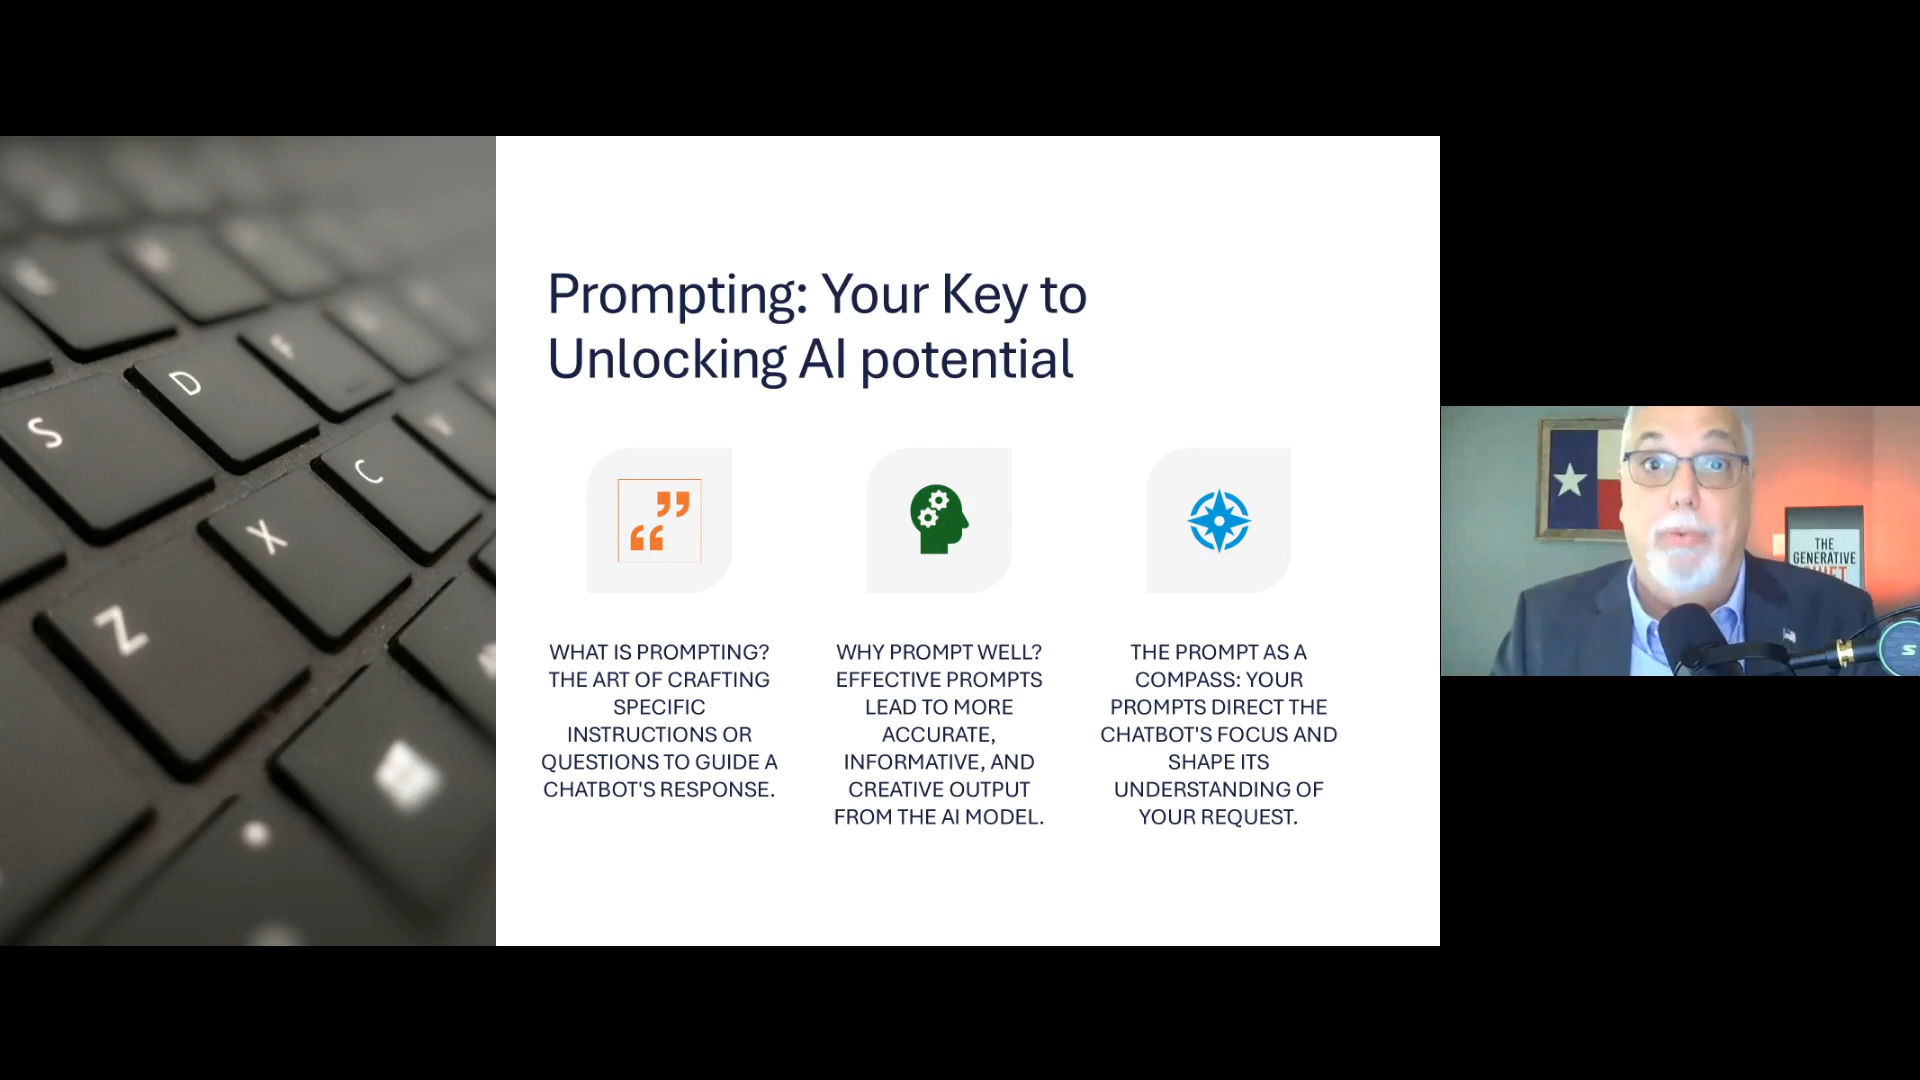 Prompting: Your Key to
Unlocking AI potential
WHAT IS PROMPTING?
THE ART OF CRAFTING
SPECIFIC
INSTRUCTIONS OR
QUESTIONS TO GUIDE A
CHATBOT'S RESPONSE.
WHY PROMPT WELL?
EFFECTIVE PROMPTS
LEAD TO MORE
ACCURATE,
INFORMATIVE, AND
CREATIVE OUTPUT
FROM THE AI MODEL.
THE PROMPT AS A
COMPASS: YOUR
PROMPTS DIRECT THE
CHATBOT'S FOCUS AND
SHAPE ITS
UNDERSTANDING OF
YOUR REQUEST.
S
D
C
X
Z
THE
GENERATIVE
S